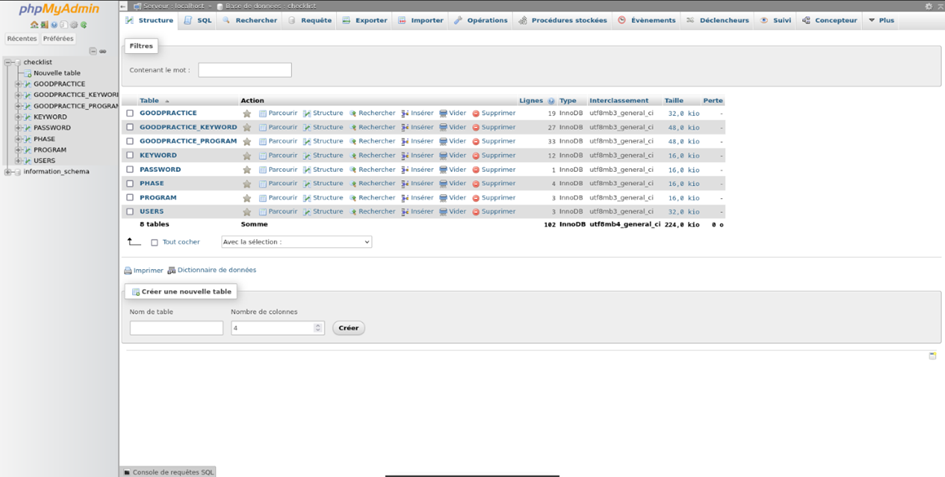 phpMyAdmin
Récentes Préférées
checklist
Nouvelle table
GOODPRACTICE
GOODPRACTICE_KEYWORI
GOODPRACTICE_PROGRAM
KEYWORD
PASSWORD
PHASE
PROGRAM
USERS
information_schema
Serveur : localhost » Base de données : checklist
Structure SQL Rechercher Requête Exporter Importer Opérations Procédures stockées Évènements Déclencheurs Suivi Concepteur Plus
Filtres
Contenant le mot :
Table Action Lignes Type Interclassement Taille Perte
GOODPRACTICE Parcourir Structure Rechercher Insérer Vider Supprimer 19 InnoDB utf8mb3_general_ci 32,0 kio -
GOODPRACTICE_KEYWORD Parcourir Structure Rechercher Insérer Vider Supprimer 27 InnoDB utf8mb3_general_ci 48,0 kio -
GOODPRACTICE_PROGRAM Parcourir Structure Rechercher Insérer Vider Supprimer 33 InnoDB utf8mb3_general_ci 48,0 kio -
KEYWORD Parcourir Structure Rechercher Insérer Vider Supprimer 12 InnoDB utf8mb3_general_ci 16,0 kio -
PASSWORD Parcourir Structure Rechercher Insérer Vider Supprimer 1 InnoDB utf8mb3_general_ci 16,0 kio -
PHASE Parcourir Structure Rechercher Insérer Vider Supprimer 4 InnoDB utf8mb3_general_ci 16,0 kio -
PROGRAM Parcourir Structure Rechercher Insérer Vider Supprimer 3 InnoDB utf8mb3_general_ci 16,0 kio -
USERS Parcourir Structure Rechercher Insérer Vider Supprimer 3 InnoDB utf8mb3_general_ci 32,0 kio -
8 tables Somme 102 InnoDB utf8mb4_general_ci 224,0 kio 0 o
Tout cocher Avec la sélection :
Imprimer Dictionnaire de données
Créer une nouvelle table
Nom de table Nombre de colonnes
4 Créer
Console de requêtes SQL